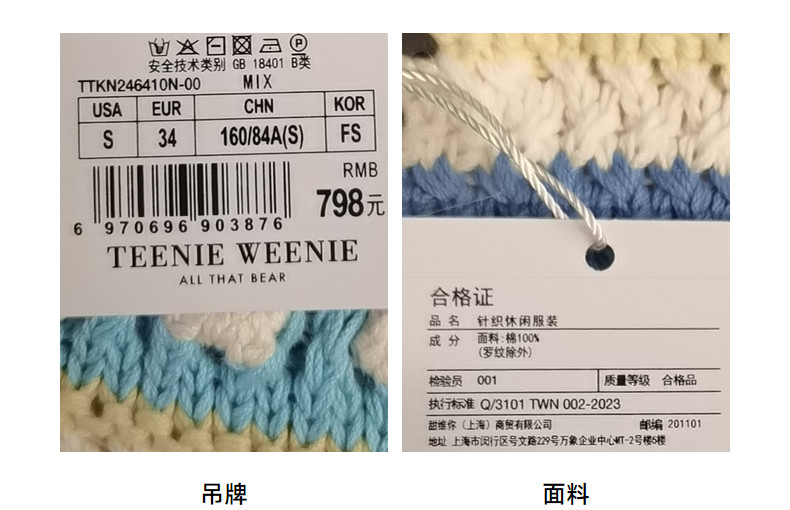 安全技术类别 GB 18401 B类
TTKN246410N-00 MIX
USA EUR CHN KOR
S 34 160/84A(S) FS
RMB
798元
6 970696 903876
TEENIE WEENIE
ALL THAT BEAR
吊牌
合格证
品 名 针织休闲服装
成 分 面料:棉100%
(罗纹除外)
检验员 001 质量等级 合格品
执行标准 Q/3101 TWN 002-2023
甜维你（上海）商贸有限公司 邮编 201101
地址 上海市闵行区号文路229号万象企业中心MT-2号楼5楼
面料